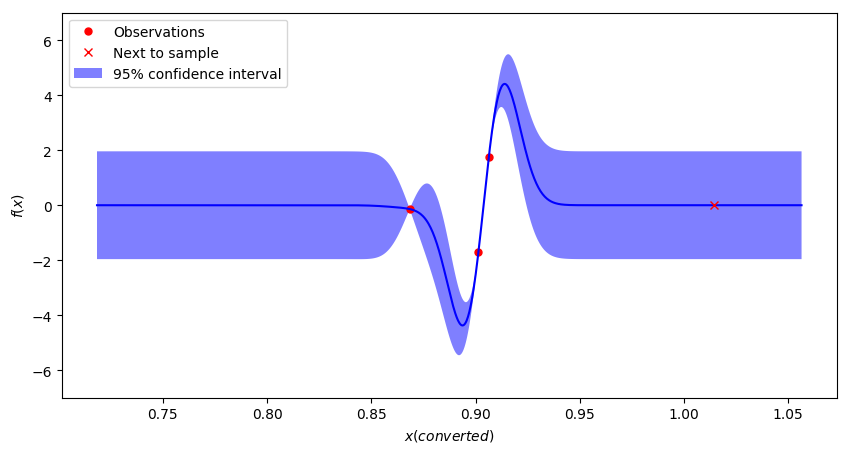 Observations
Next to sample
95% confidence interval
6
4
2
0
−2
−4
−6
f(x)
0.75 0.80 0.85 0.90 0.95 1.00 1.05
x(converted)